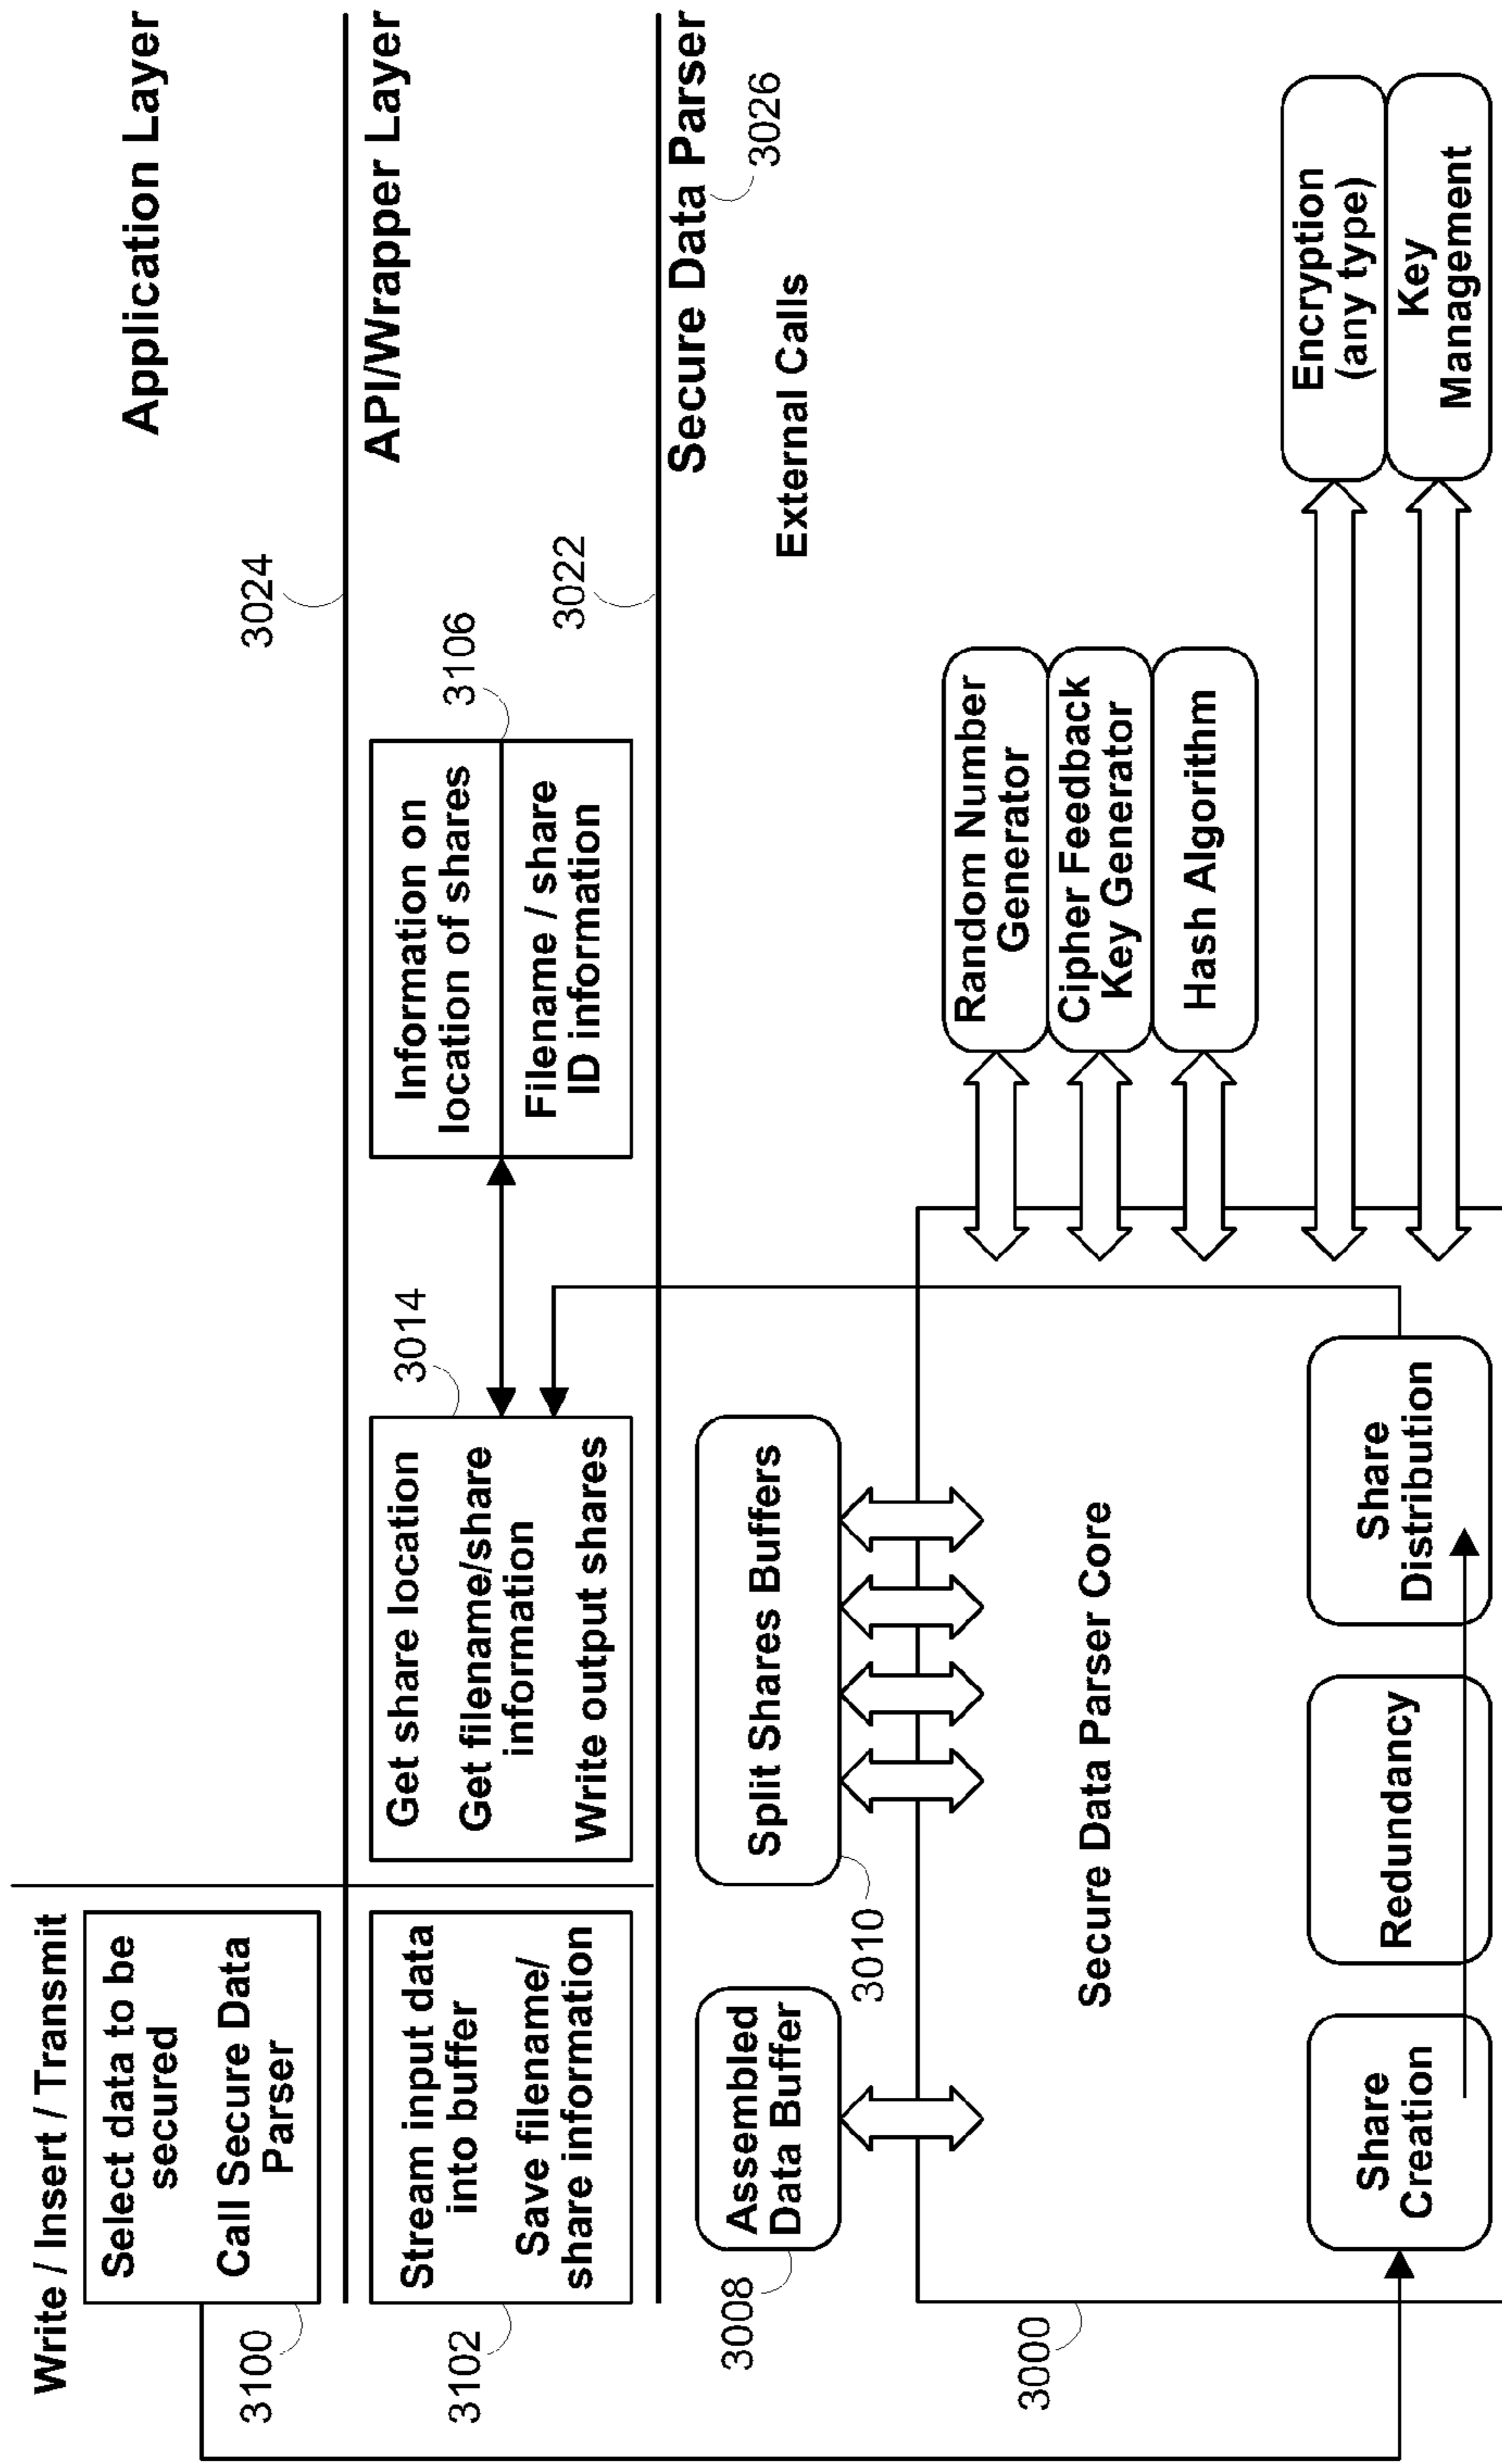 Write / Insert / Transmit
Application Layer
Select data to be
secured
Call Secure Data
Parser
3100
3024
API/Wrapper Layer
Stream input data
into buffer
Save filename/
share information
3102
Get share location
Get filename/share
information
Write output shares
3014
Information on
location of shares
Filename / share
ID information
3106
3022
Secure Data Parser
3026
External Calls
Assembled
Data Buffer
3008
Split Shares Buffers
3010
3000
Secure Data Parser Core
Random Number
Generator
Cipher Feedback
Key Generator
Hash Algorithm
Encryption
(any type)
Key
Management
Share
Creation
Redundancy
Share
Distribution